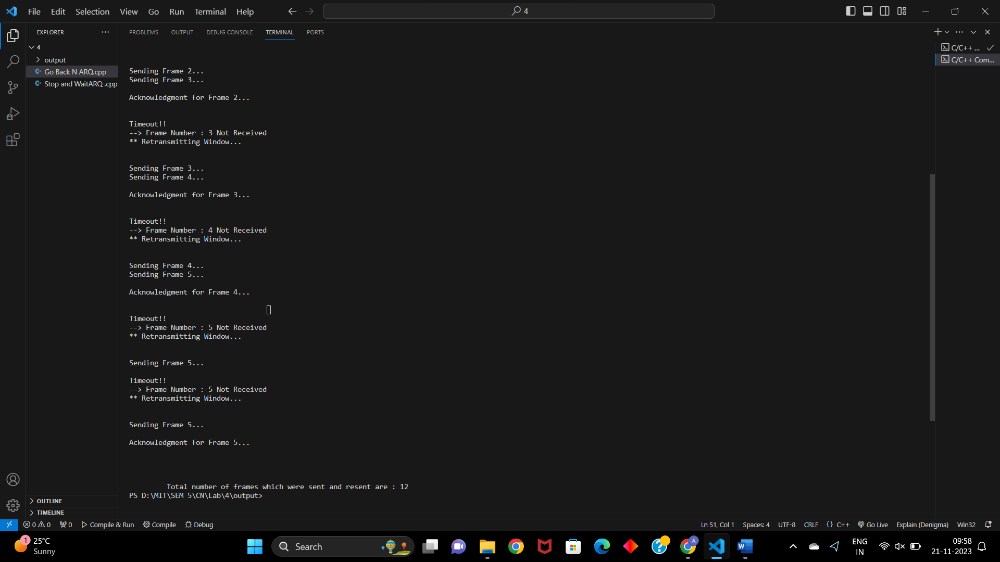 File Edit Selection View Go Run Terminal Help
4
EXPLORER
PROBLEMS OUTPUT DEBUG CONSOLE TERMINAL PORTS
4
output
Go Back N ARQ.cpp
Stop and WaitARQ .cpp
C/C++ ...
C/C++ Com...
Sending Frame 2...
Sending Frame 3...
Acknowledgment for Frame 2...
Timeout!!
--> Frame Number : 3 Not Received
** Retransmitting Window...
Sending Frame 3...
Sending Frame 4...
Acknowledgment for Frame 3...
Timeout!!
--> Frame Number : 4 Not Received
** Retransmitting Window...
Sending Frame 4...
Sending Frame 5...
Acknowledgment for Frame 4...
Timeout!!
--> Frame Number : 5 Not Received
** Retransmitting Window...
Sending Frame 5...
Timeout!!
--> Frame Number : 5 Not Received
** Retransmitting Window...
Sending Frame 5...
Acknowledgment for Frame 5...
Total number of frames which were sent and resent are : 12
PS D:\MIT\SEM 5\CN\Lab\4\output>
OUTLINE
TIMELINE
0 0 0 Compile & Run Compile Debug
Ln 51, Col 1 Spaces: 4 UTF-8 CRLF {} C++ Go Live Explain (Denigma) Win32
1
25°C
Sunny
Search
A
W
ENG
IN
09:58
21-11-2023